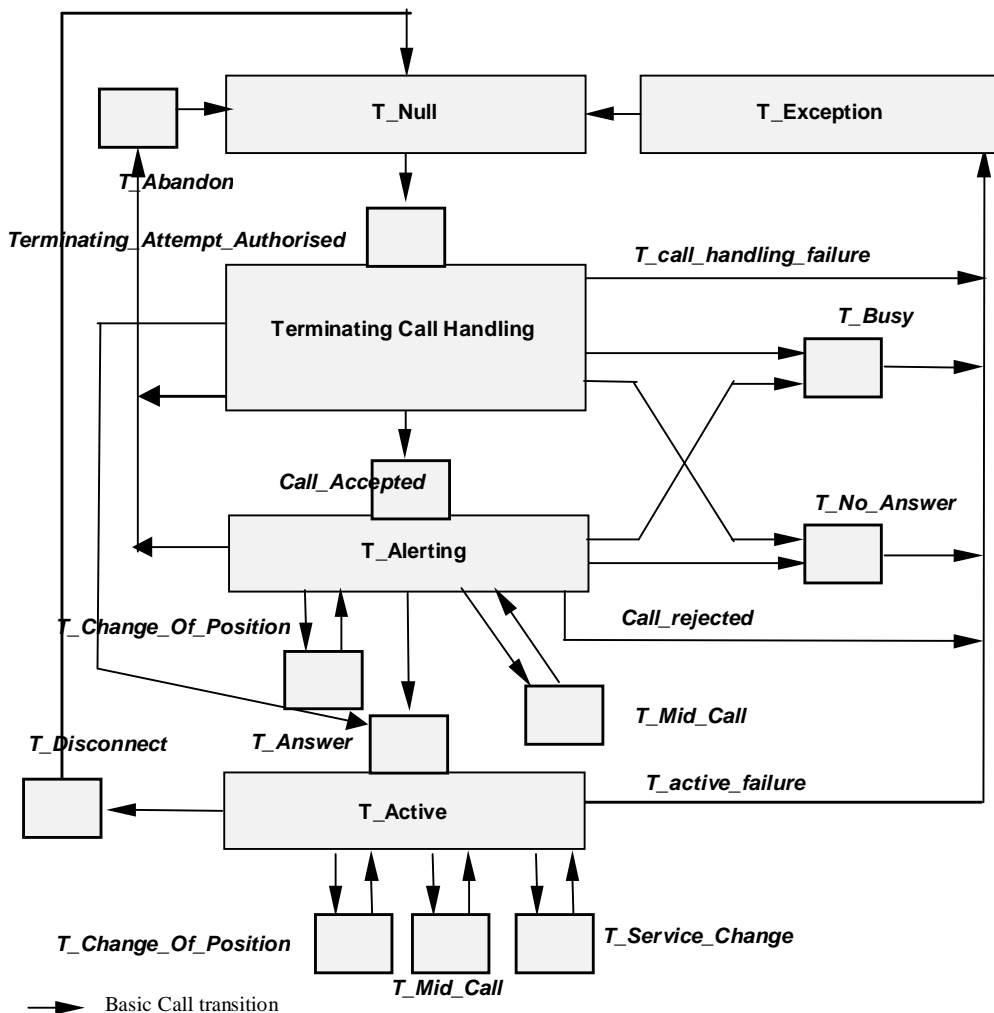 T_Null
T_Exception
T_Abandon
Terminating_Attempt_Authorised
T_call_handling_failure
T_Busy
Terminating Call Handling
Call_Accepted
T_No_Answer
T_Alerting
T_Change_Of_Position
Call_rejected
T_Mid_Call
T_Disconnect
T_Answer
T_active_failure
T_Active
T_Change_Of_Position
T_Service_Change
T_Mid_Call
Basic Call transition